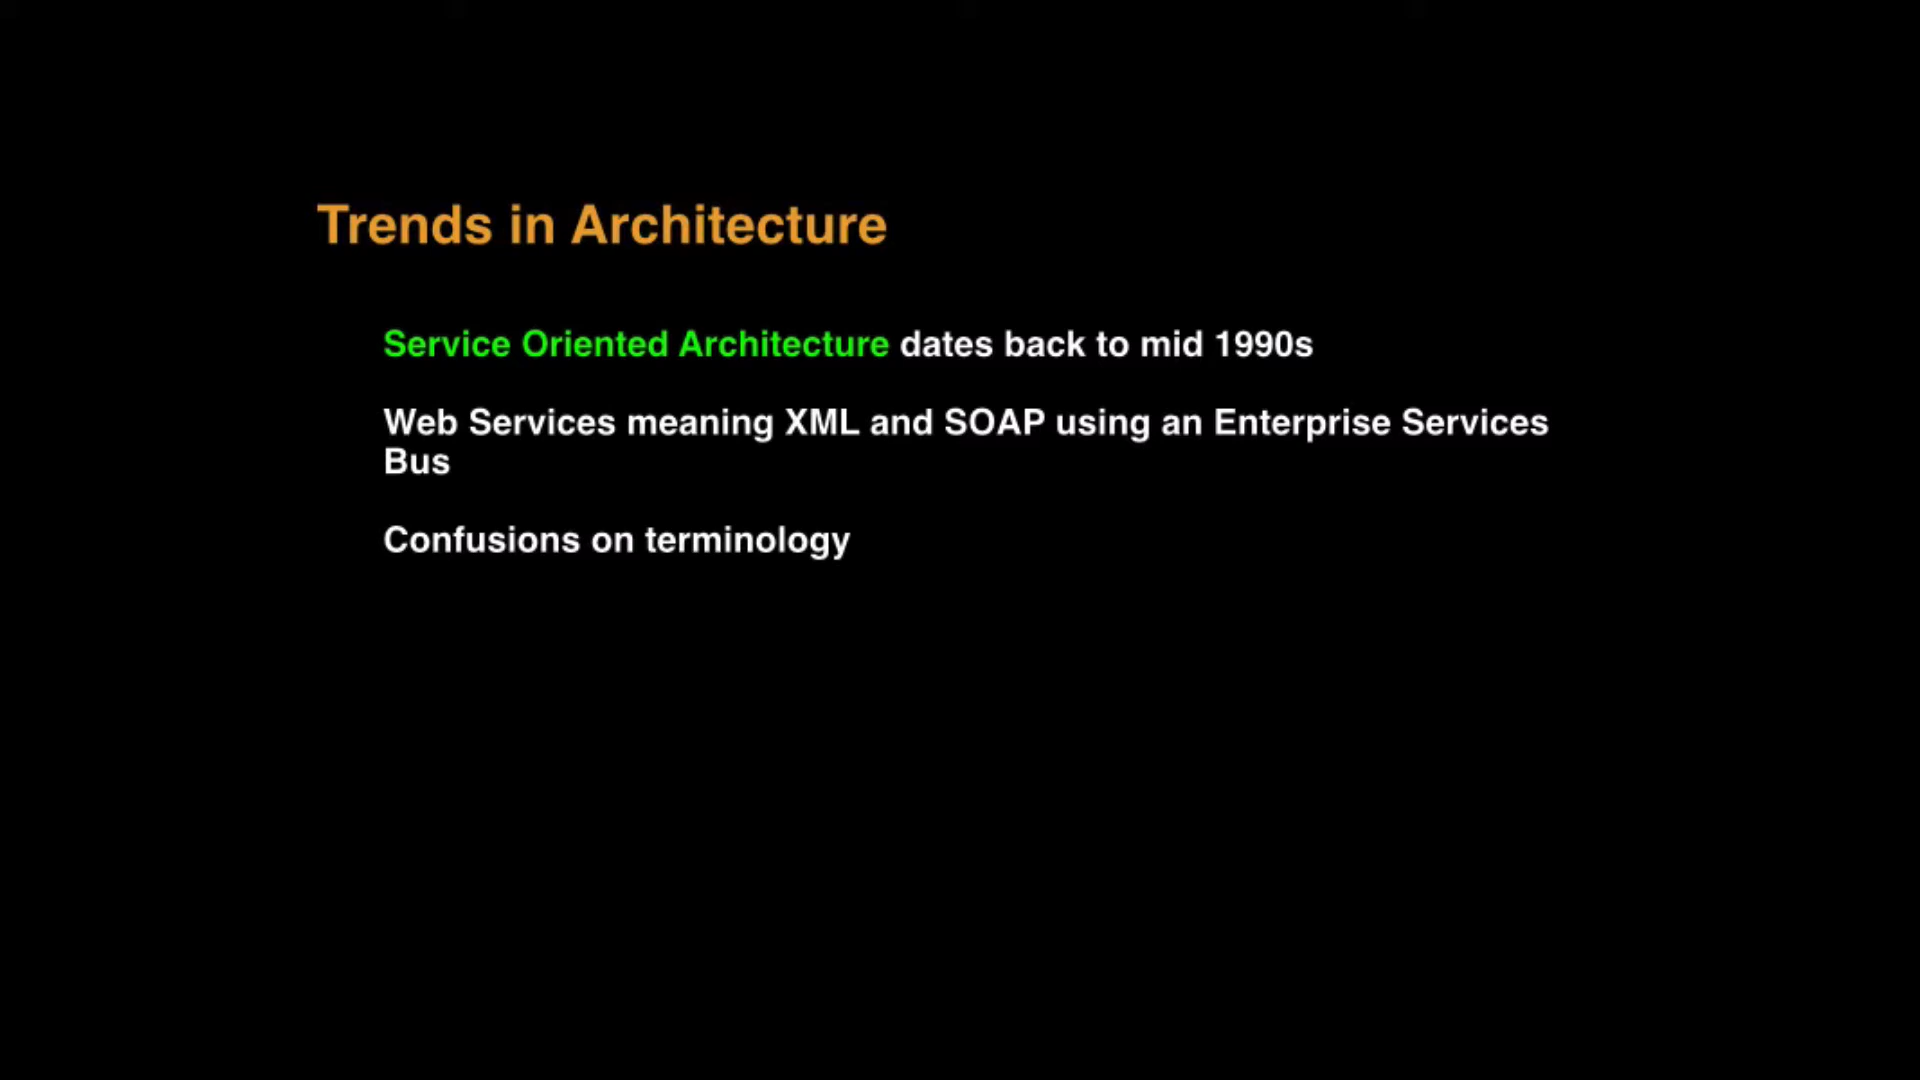 Trends in Architecture
Service Oriented Architecture dates back to mid 1990s
Web Services meaning XML and SOAP using an Enterprise Services
Bus
Confusions on terminology